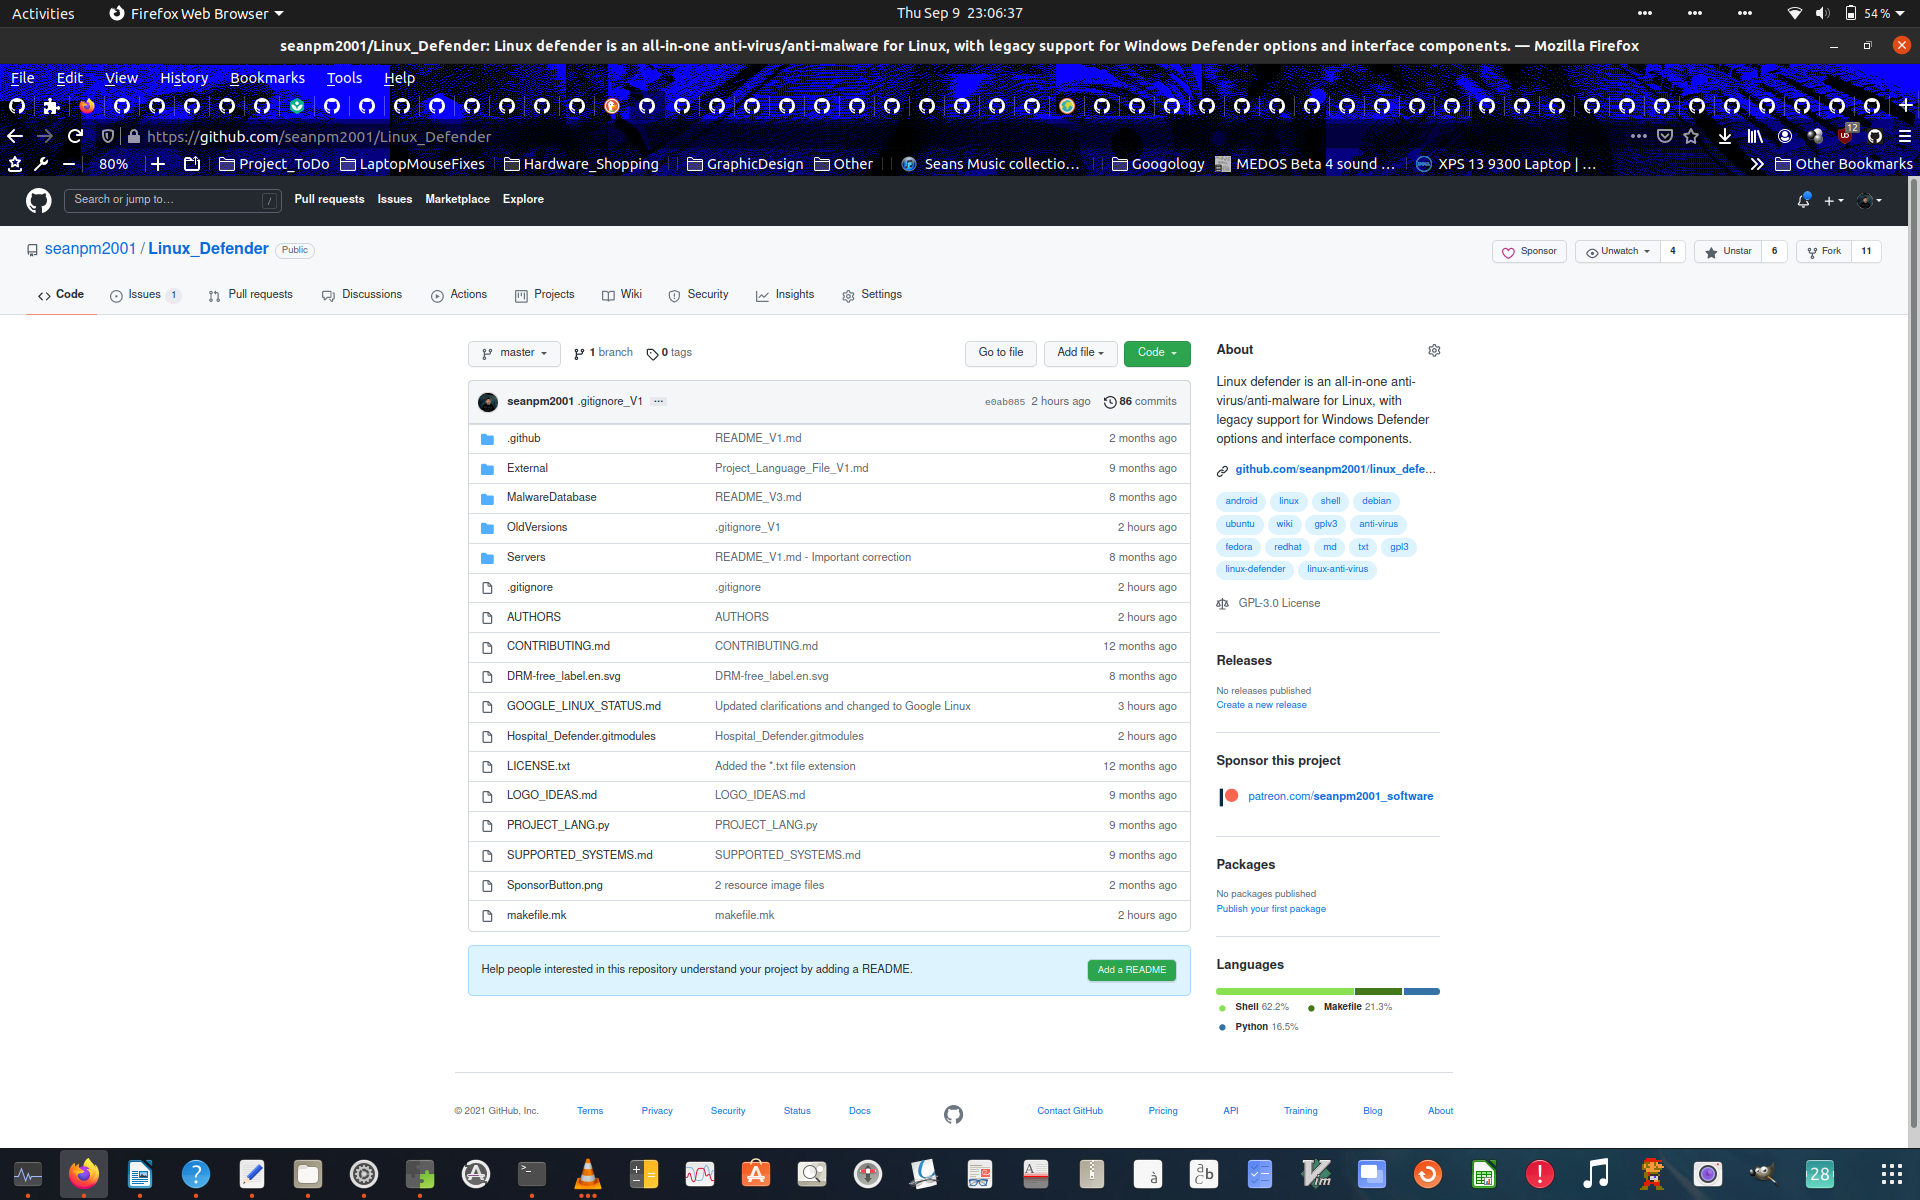 Activities Firefox Web Browser Thu Sep 9 23:06:37 54 %
seanpm2001/Linux_Defender: Linux defender is an all-in-one anti-virus/anti-malware for Linux, with legacy support for Windows Defender options and interface components. — Mozilla Firefox
File Edit View History Bookmarks Tools Help
https://github.com/seanpm2001/Linux_Defender 12
80% Project_ToDo LaptopMouseFixes Hardware_Shopping GraphicDesign Other Seans Music collectio… Googology MEDOS Beta 4 sound … XPS 13 9300 Laptop | … Other Bookmarks
Search or jump to… / Pull requests Issues Marketplace Explore
seanpm2001 / Linux_Defender Public Sponsor Unwatch 4 Unstar 6 Fork 11
Code Issues 1 Pull requests Discussions Actions Projects Wiki Security Insights Settings
master 1 branch 0 tags Go to file Add file Code
seanpm2001 .gitignore_V1 … e0ab085 2 hours ago 86 commits
.github README_V1.md 2 months ago
External Project_Language_File_V1.md 9 months ago
MalwareDatabase README_V3.md 8 months ago
OldVersions .gitignore_V1 2 hours ago
Servers README_V1.md - Important correction 8 months ago
.gitignore .gitignore 2 hours ago
AUTHORS AUTHORS 2 hours ago
CONTRIBUTING.md CONTRIBUTING.md 12 months ago
DRM-free_label.en.svg DRM-free_label.en.svg 8 months ago
GOOGLE_LINUX_STATUS.md Updated clarifications and changed to Google Linux 3 hours ago
Hospital_Defender.gitmodules Hospital_Defender.gitmodules 2 hours ago
LICENSE.txt Added the *.txt file extension 12 months ago
LOGO_IDEAS.md LOGO_IDEAS.md 9 months ago
PROJECT_LANG.py PROJECT_LANG.py 9 months ago
SUPPORTED_SYSTEMS.md SUPPORTED_SYSTEMS.md 9 months ago
SponsorButton.png 2 resource image files 2 months ago
makefile.mk makefile.mk 2 hours ago
Help people interested in this repository understand your project by adding a README. Add a README
About
Linux defender is an all-in-one anti-
virus/anti-malware for Linux, with
legacy support for Windows Defender
options and interface components.
github.com/seanpm2001/linux_defe…
android linux shell debian
ubuntu wiki gplv3 anti-virus
fedora redhat md txt gpl3
linux-defender linux-anti-virus
GPL-3.0 License
Releases
No releases published
Create a new release
Sponsor this project
patreon.com/seanpm2001_software
Packages
No packages published
Publish your first package
Languages
Shell 62.2% Makefile 21.3%
Python 16.5%
© 2021 GitHub, Inc. Terms Privacy Security Status Docs Contact GitHub Pricing API Training Blog About
28